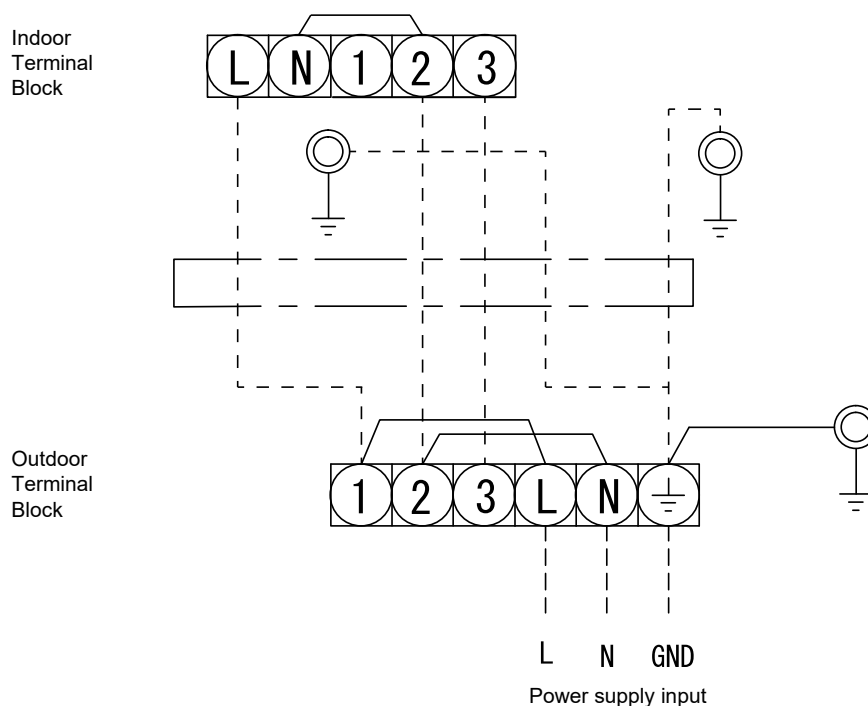 Indoor
Terminal
Block
L N 1 2 3
Outdoor
Terminal
Block
1 2 3 L N
L N GND
Power supply input